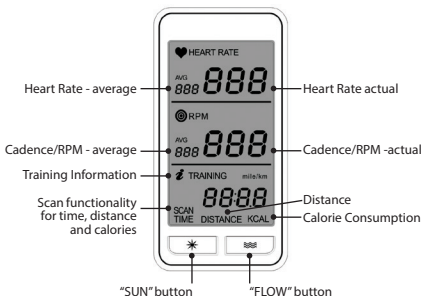 HEART RATE
AVG
888 888
Heart Rate - average
Heart Rate actual
RPM
AVG
888 888
Cadence/RPM - average
Cadence/RPM -actual
Training Information
i TRAINING mile/km
88:88
Scan functionality
for time, distance
and calories
SCAN
TIME DISTANCE KCAL
Distance
Calorie Consumption
"SUN" button
"FLOW" button